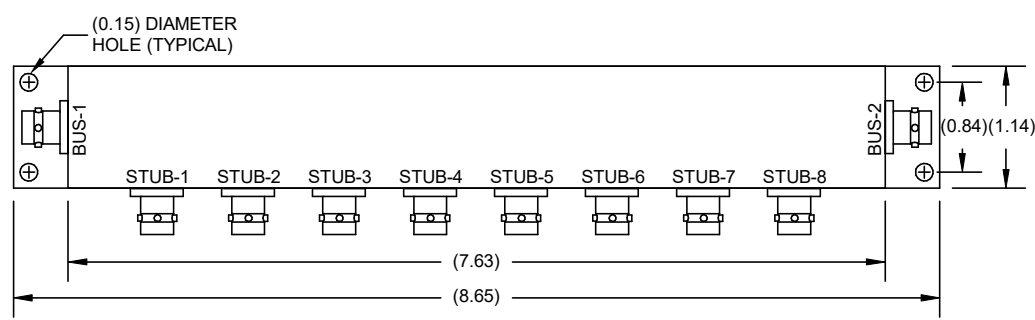 (0.15) DIAMETER
HOLE (TYPICAL)
BUS-1
BUS-2
(0.84)(1.14)
STUB-1 STUB-2 STUB-3 STUB-4 STUB-5 STUB-6 STUB-7 STUB-8
(7.63)
(8.65)